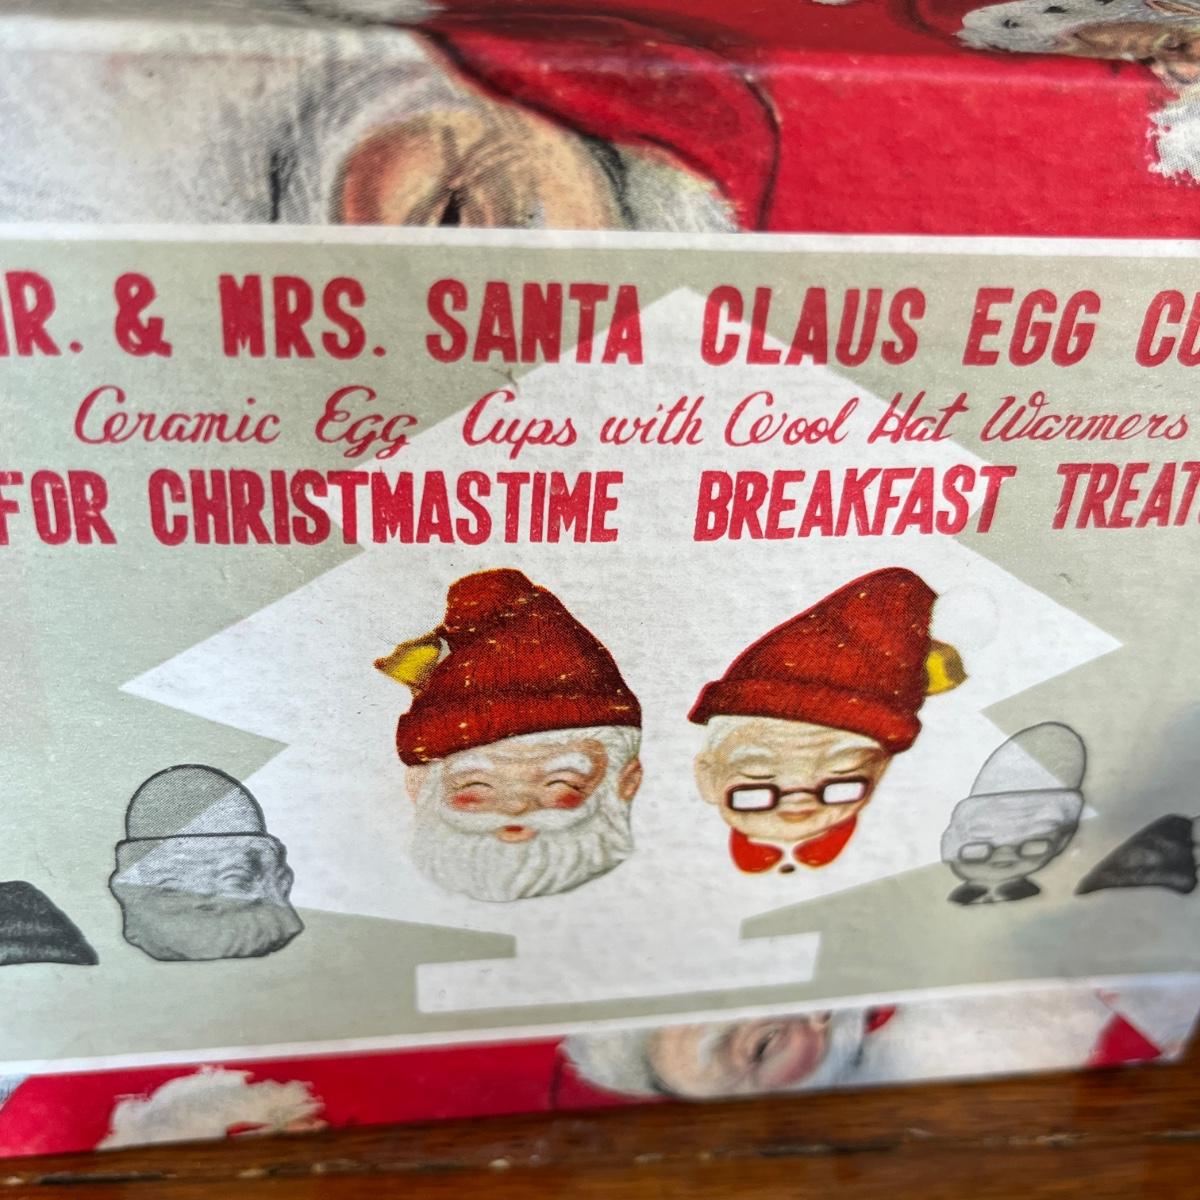 R. & MRS. SANTA CLAUS EGG CU
Ceramic Egg Cups with Wool Hat Warmers
FOR CHRISTMASTIME BREAKFAST TREAT